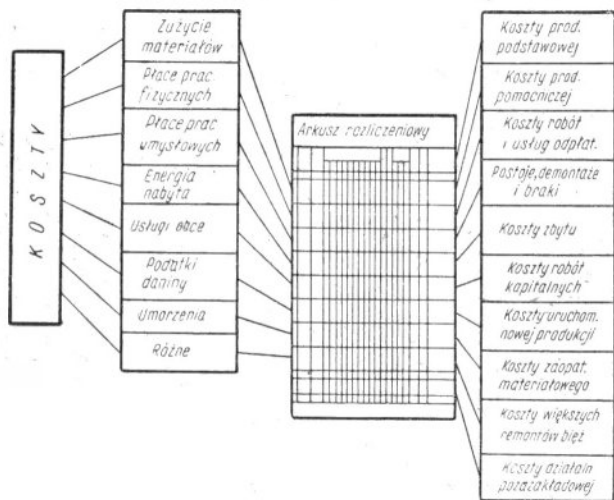 KOSZTY
Zużycie
materiałów
Płace prac
fizycznych
Płace prac
umysłowych
Energia
nabyta
Usługi obce
Podatki
daniny
Umorzenia
Różne
Arkusz rozliczeniowy
Koszty prod.
podstawowej
Koszty prod.
pomocniczej
Koszty robót
i usług odpłat.
Postoje, demontaże
i braki
Koszty zbytu
Koszty robót
kapitalnych
Koszty uruchom.
nowej produkcji
Koszty zaopat.
materiałowego
Koszty większych
remontów bież
Koszty działaln
pozazakładowej